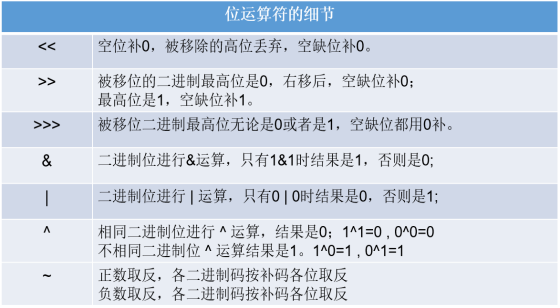 位运算符的细节
<< 空位补0，被移除的高位丢弃，空缺位补0。
>> 被移位的二进制最高位是0，右移后，空缺位补0；
最高位是1，空缺位补1。
>>> 被移位二进制最高位无论是0或者是1，空缺位都用0补。
& 二进制位进行&运算，只有1&1时结果是1，否则是0;
| 二进制位进行 | 运算，只有0 | 0时结果是0，否则是1;
^ 相同二进制位进行 ^ 运算，结果是0；1^1=0 , 0^0=0
不相同二进制位 ^ 运算结果是1。1^0=1 , 0^1=1
~ 正数取反，各二进制码按补码各位取反
负数取反，各二进制码按补码各位取反